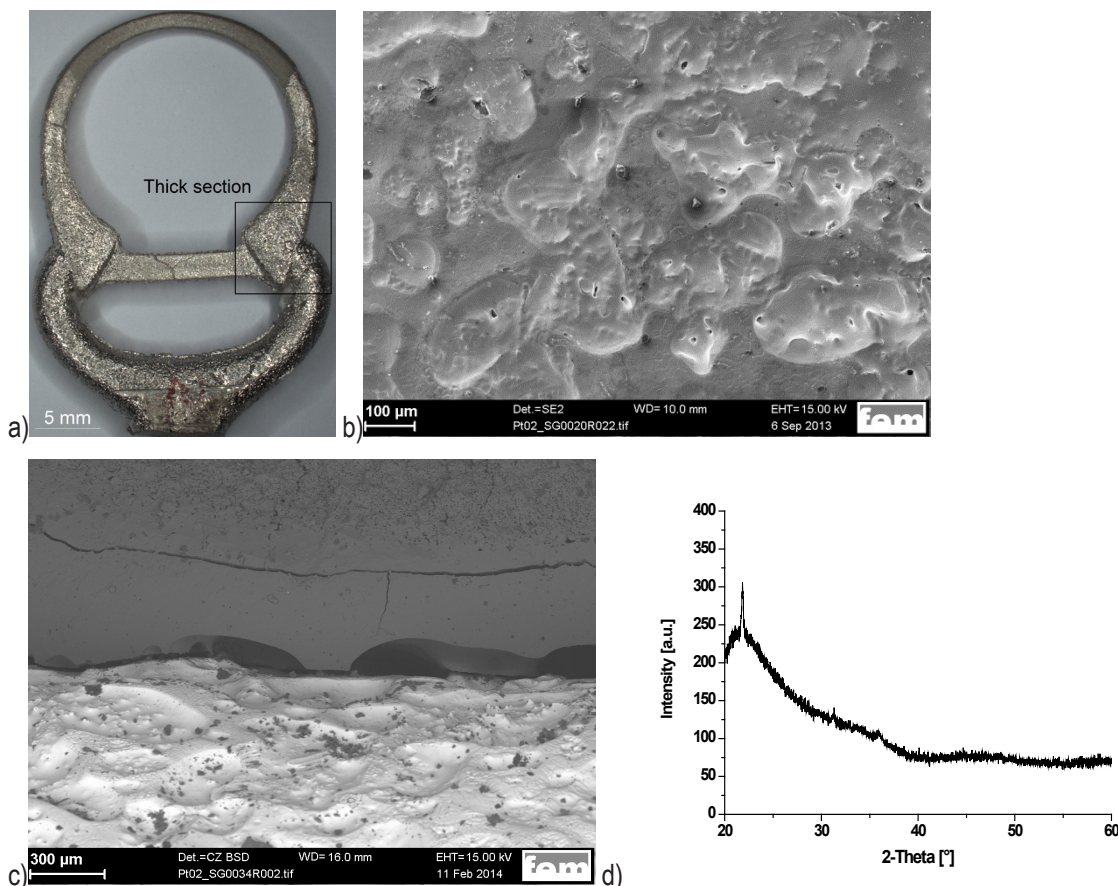 a)
Thick section
5 mm
b)
100 µm
Det.=SE2
WD= 10.0 mm
EHT=15.00 kV
Pt02_SG0020R022.tif
6 Sep 2013
fem
c)
300 µm
Det.=CZ BSD
WD= 16.0 mm
EHT=15.00 kV
Pt02_SG0034R002.tif
11 Feb 2014
fem
d)
400
350
300
250
200
150
100
50
0
Intensity [a.u.]
20 30 40 50 60
2-Theta [°]